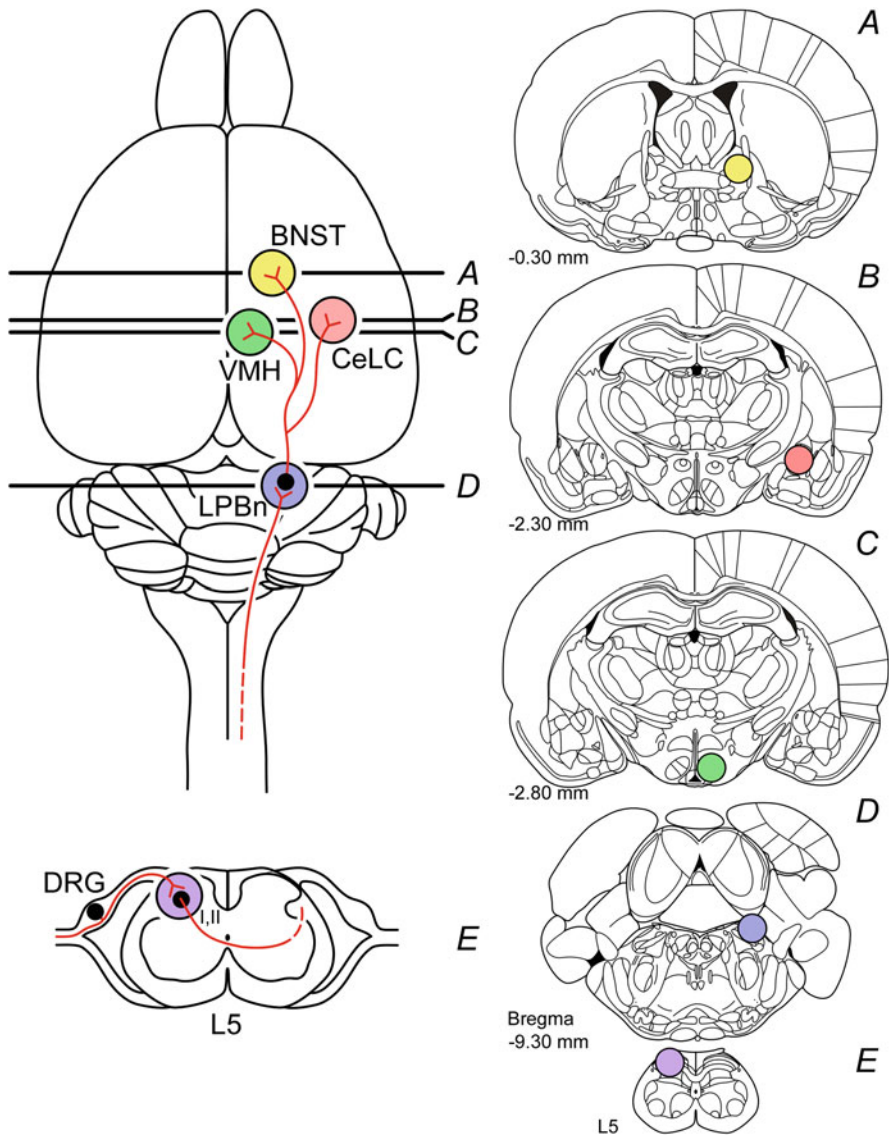 BNST
A
B
C
VMH
CeLC
LPBn
D
DRG
I,II
E
L5
A
-0.30 mm
B
-2.30 mm
C
-2.80 mm
D
Bregma
-9.30 mm
E
L5